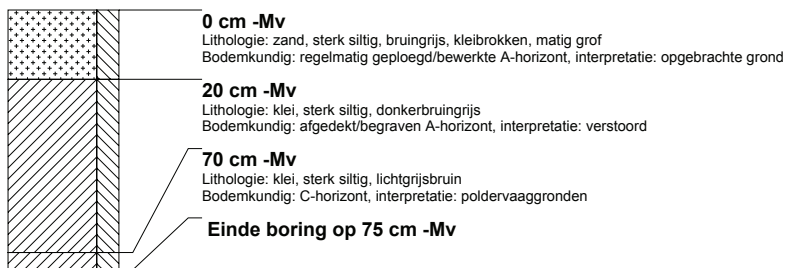 0 cm -Mv
Lithologie: zand, sterk siltig, bruingrijs, kleibrokken, matig grof
Bodemkundig: regelmatig geploegd/bewerkte A-horizont, interpretatie: opgebrachte grond
20 cm -Mv
Lithologie: klei, sterk siltig, donkerbruingrijs
Bodemkundig: afgedekt/begraven A-horizont, interpretatie: verstoord
70 cm -Mv
Lithologie: klei, sterk siltig, lichtgrijsbruin
Bodemkundig: C-horizont, interpretatie: poldervaaggronden
Einde boring op 75 cm -Mv